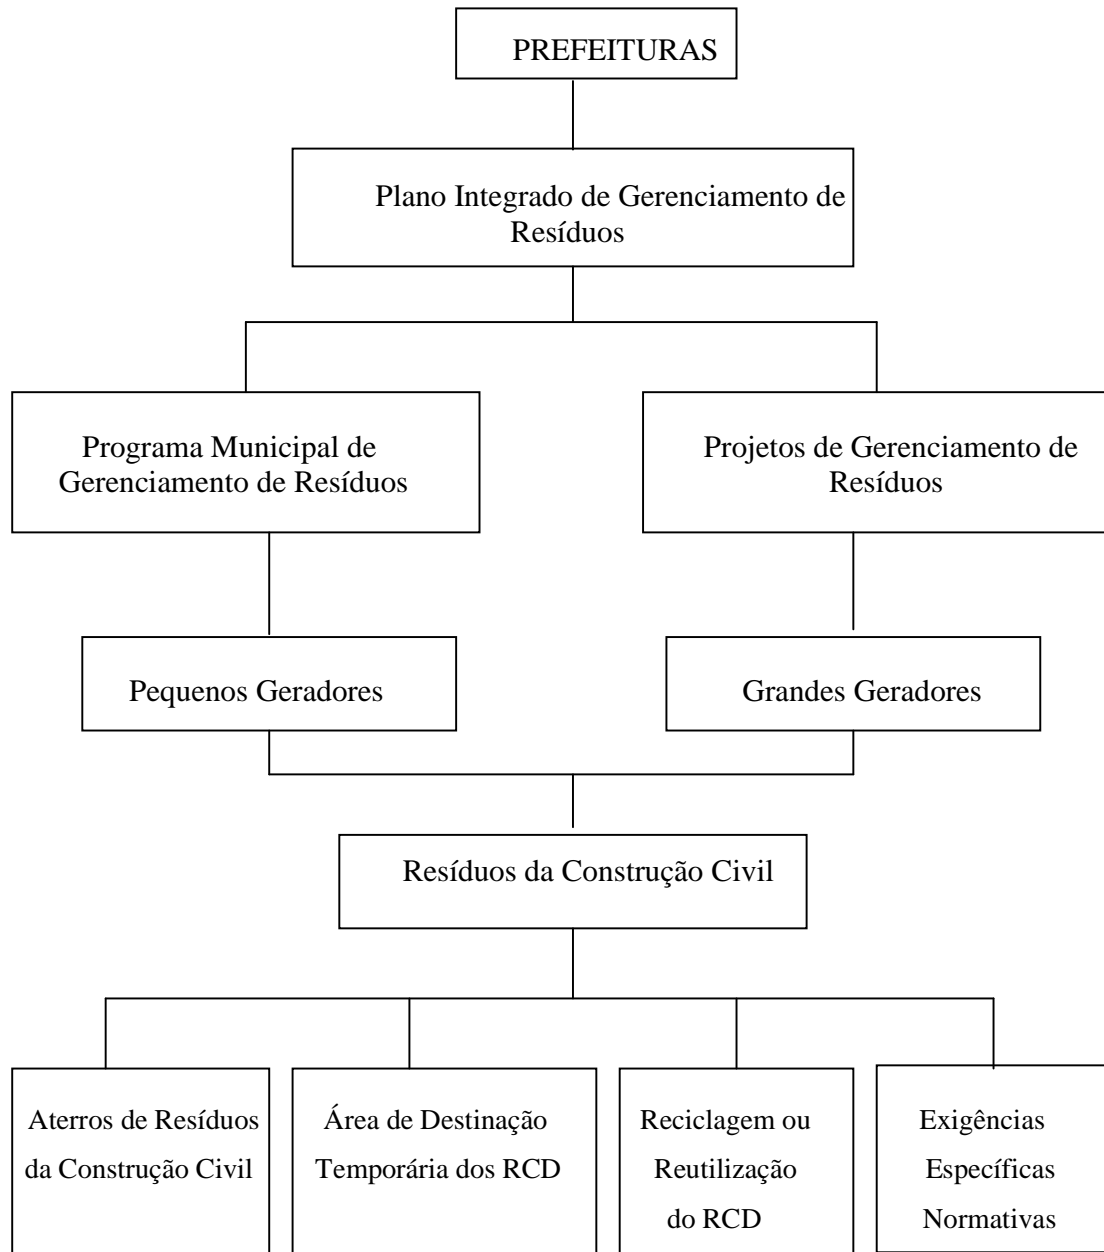 PREFEITURAS
Plano Integrado de Gerenciamento de
Resíduos
Programa Municipal de
Gerenciamento de Resíduos
Projetos de Gerenciamento de
Resíduos
Pequenos Geradores
Grandes Geradores
Resíduos da Construção Civil
Aterros de Resíduos
da Construção Civil
Área de Destinação
Temporária dos RCD
Reciclagem ou
Reutilização
do RCD
Exigências
Específicas
Normativas